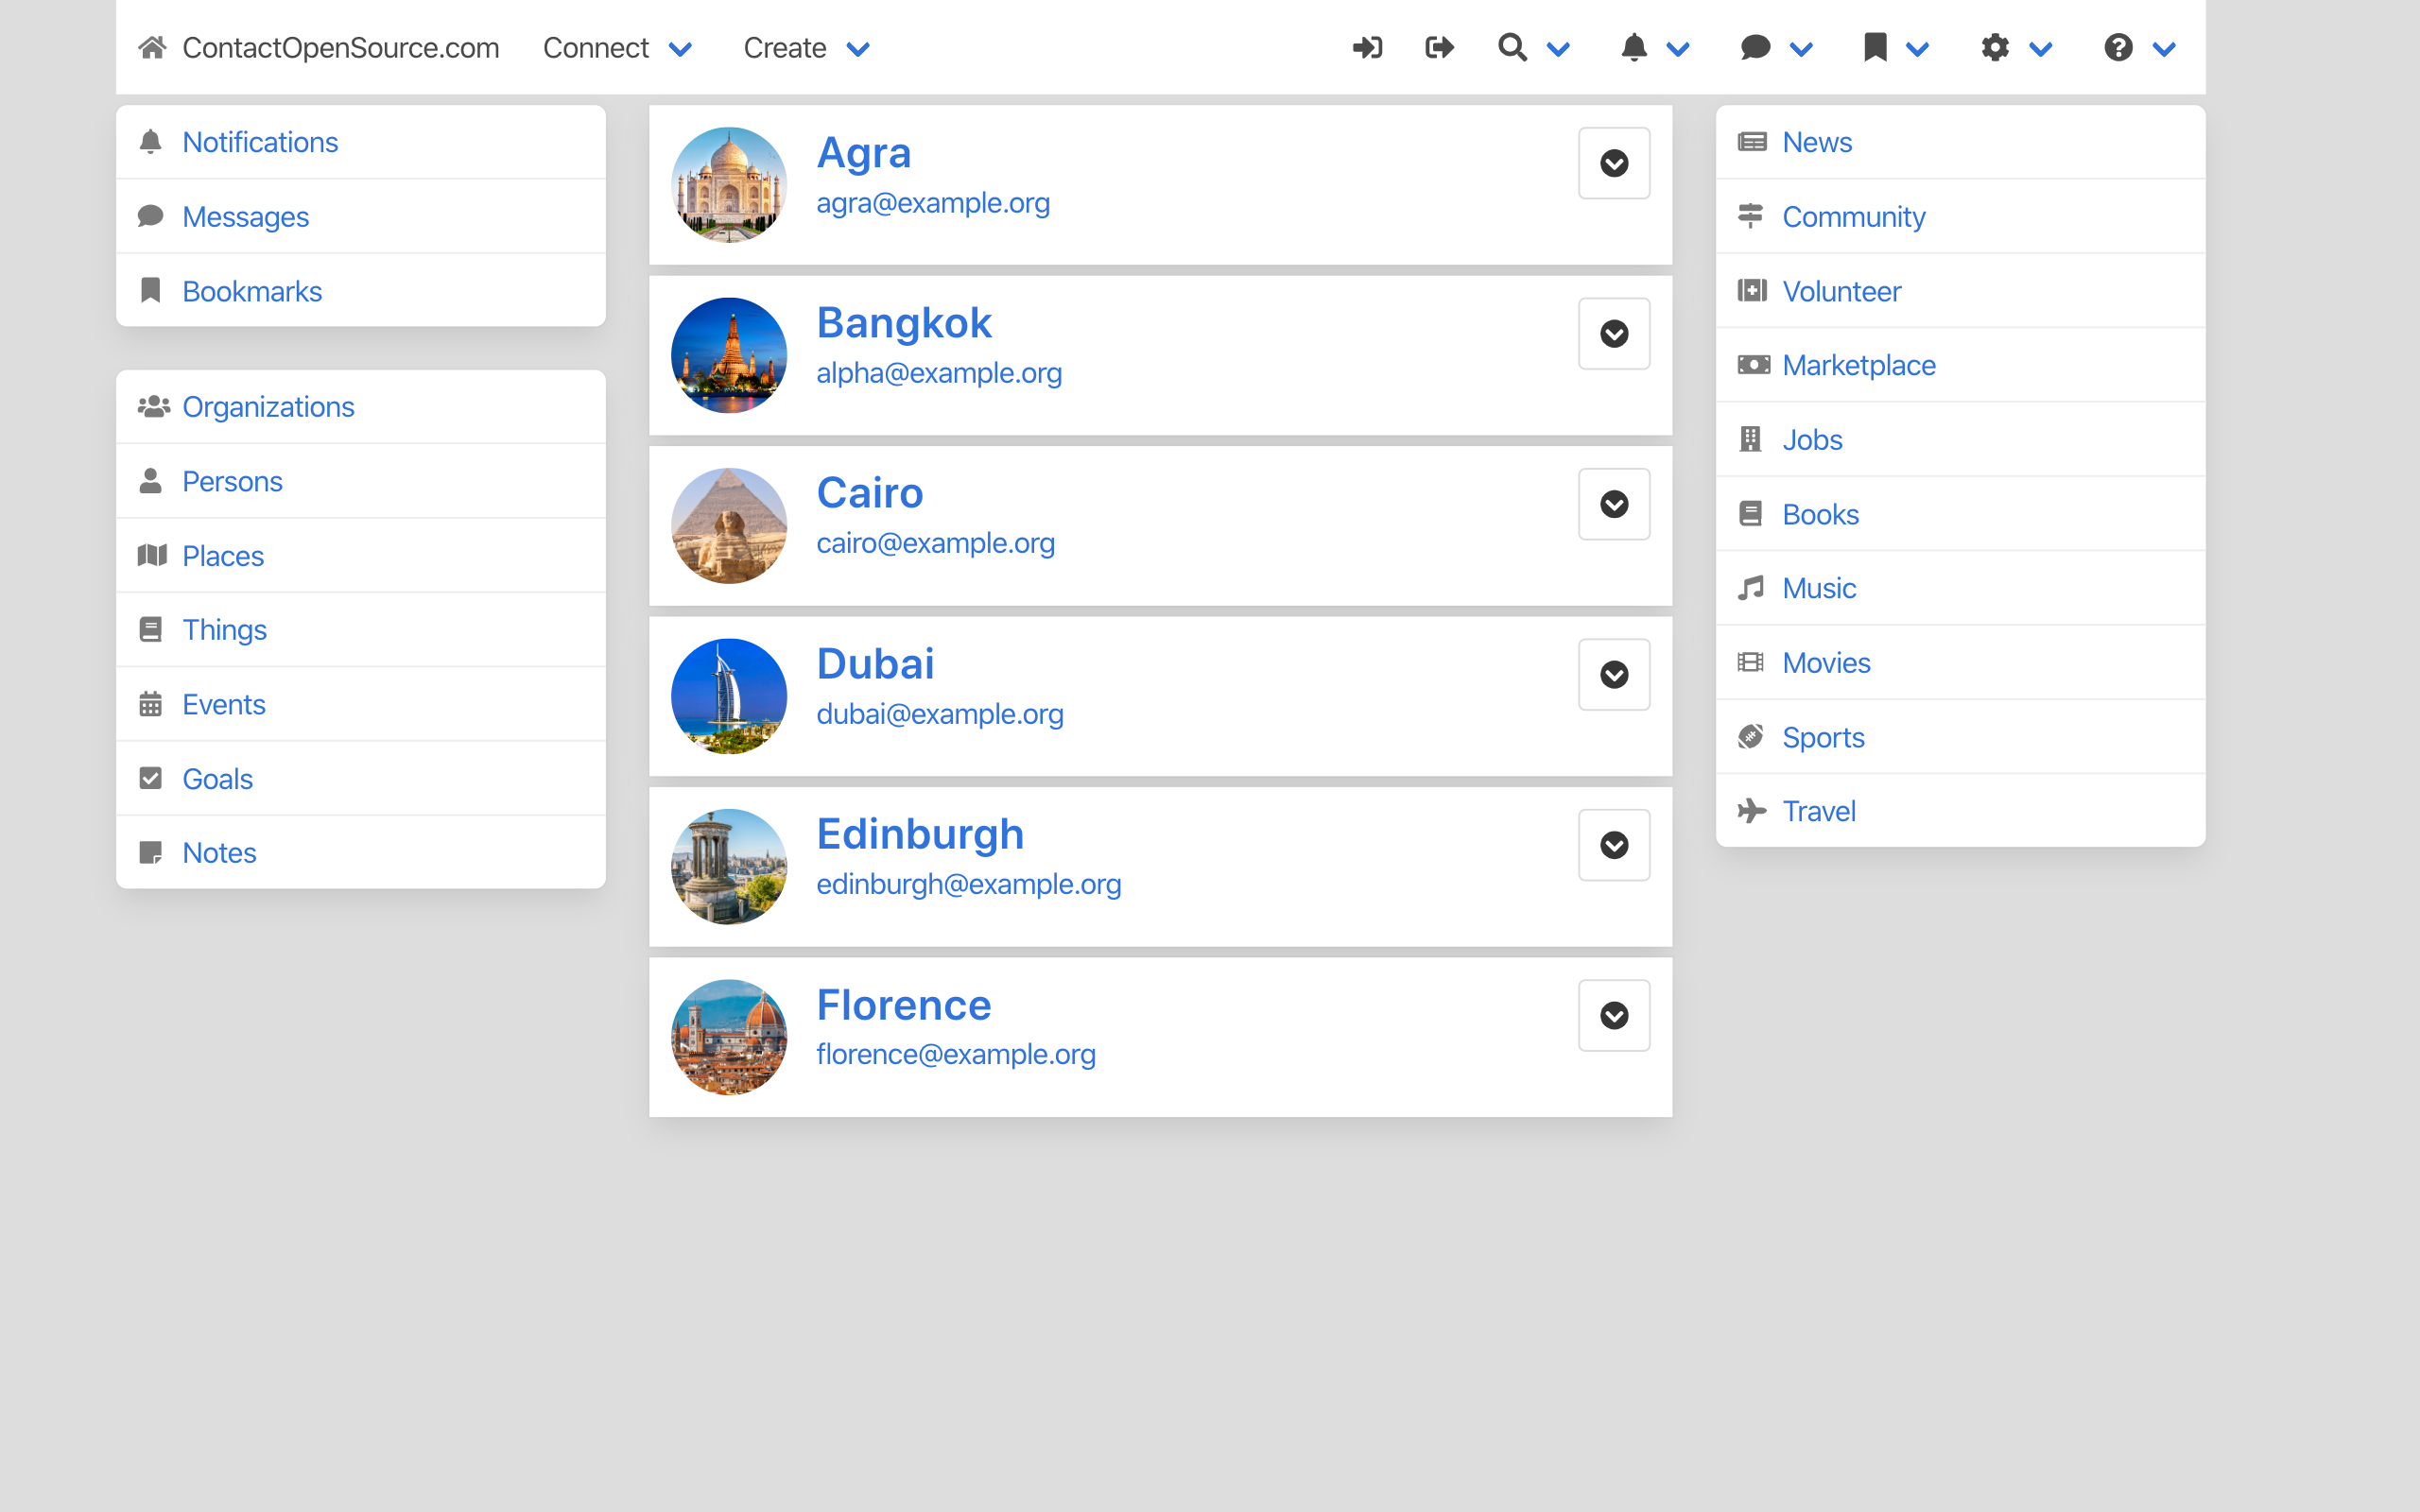 ContactOpenSource.com Connect Create
Notifications
Messages
Bookmarks
Organizations
Persons
Places
Things
Events
Goals
Notes
Agra
agra@example.org
Bangkok
alpha@example.org
Cairo
cairo@example.org
Dubai
dubai@example.org
Edinburgh
edinburgh@example.org
Florence
florence@example.org
News
Community
Volunteer
Marketplace
Jobs
Books
Music
Movies
Sports
Travel